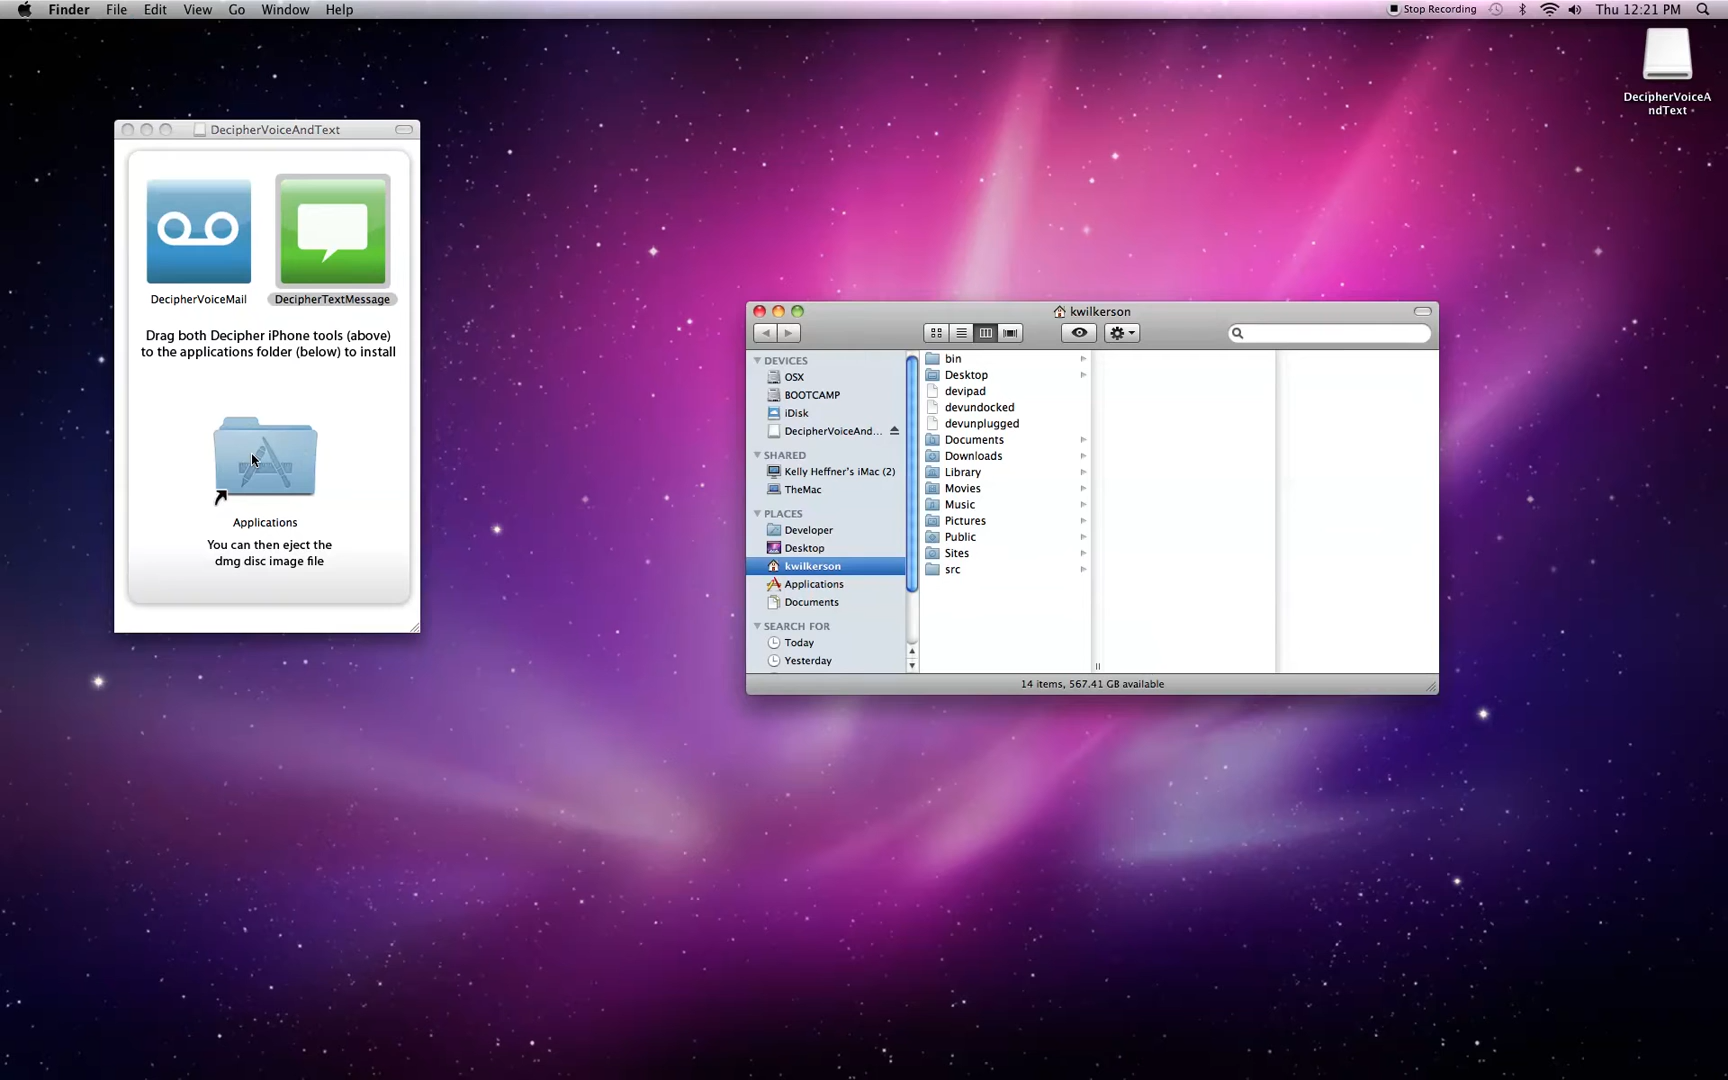 Finder File Edit View Go Window Help
Stop Recording Thu 12:21 PM
DecipherVoiceA
ndText
DecipherVoiceAndText
DecipherVoiceMail DecipherTextMessage
Drag both Decipher iPhone tools (above)
to the applications folder (below) to install
Applications
You can then eject the
dmg disc image file
kwilkerson
DEVICES
OSX
BOOTCAMP
iDisk
DecipherVoiceAnd...
SHARED
Kelly Heffner's iMac (2)
TheMac
PLACES
Developer
Desktop
kwilkerson
Applications
Documents
SEARCH FOR
Today
Yesterday
bin
Desktop
devipad
devundocked
devunplugged
Documents
Downloads
Library
Movies
Music
Pictures
Public
Sites
src
14 items, 567.41 GB available